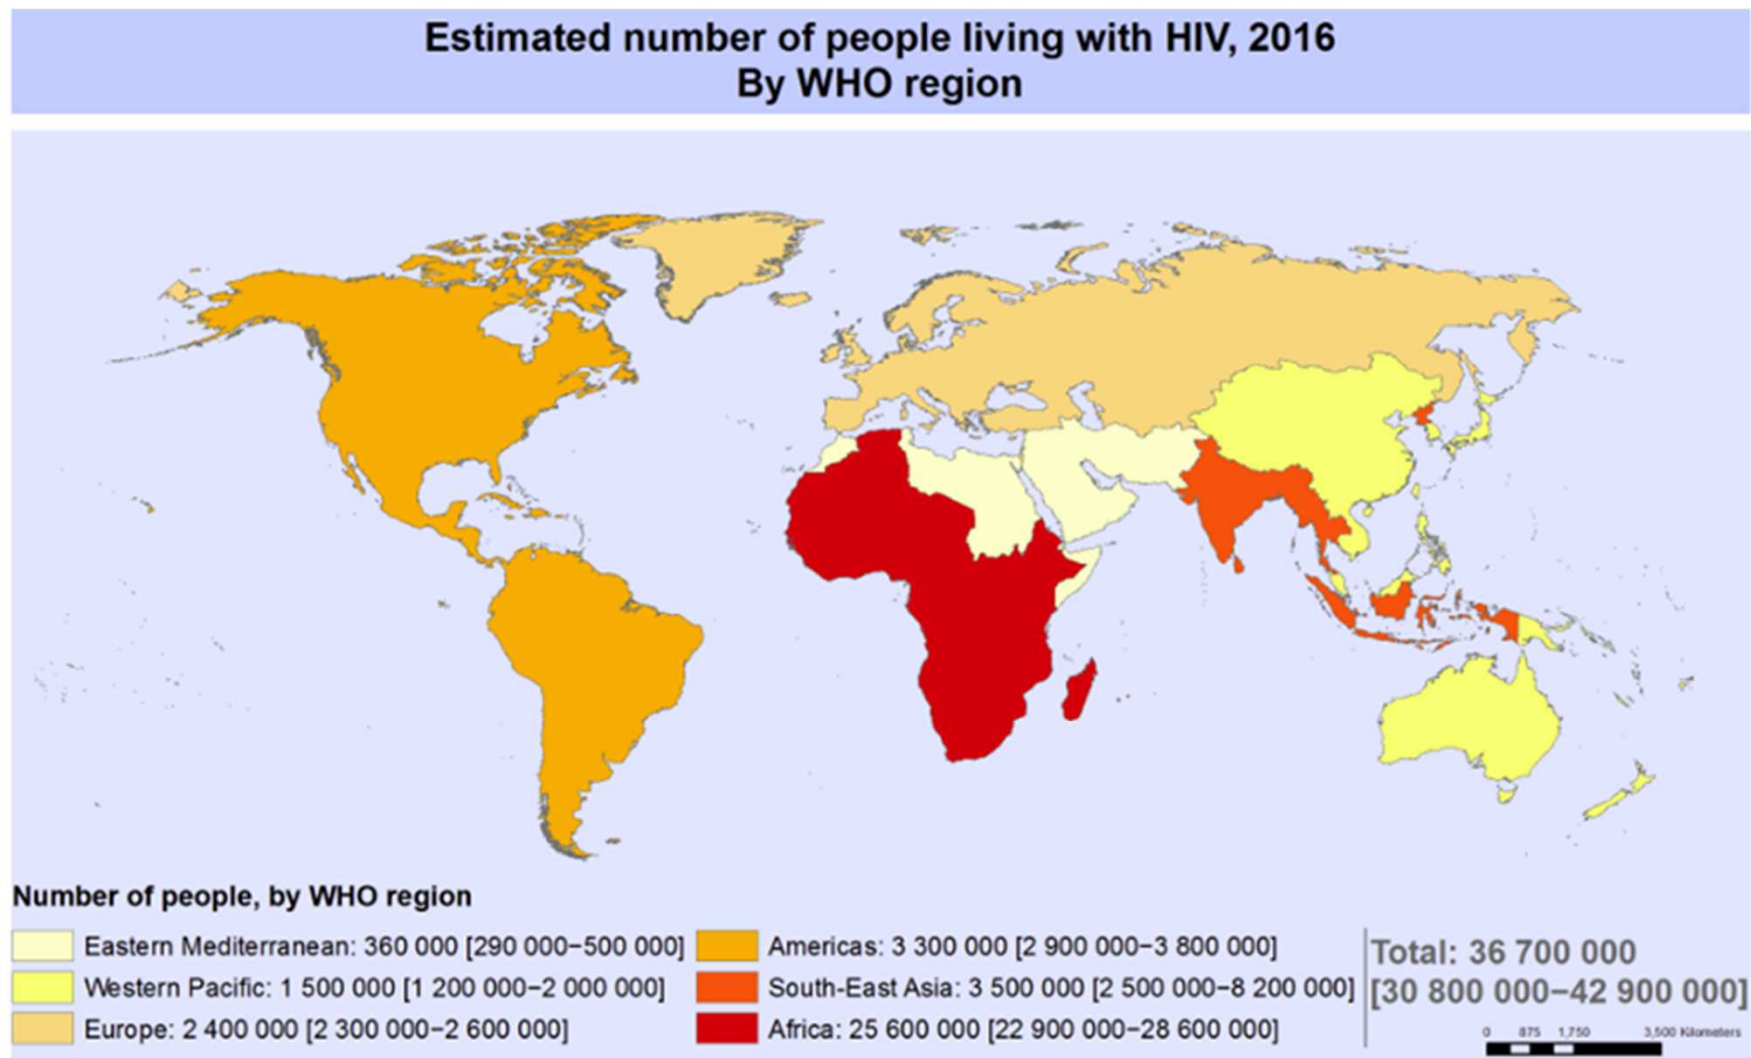 Estimated number of people living with HIV, 2016
By WHO region
Number of people, by WHO region
Eastern Mediterranean: 360 000 [290 000–500 000]
Western Pacific: 1 500 000 [1 200 000–2 000 000]
Europe: 2 400 000 [2 300 000–2 600 000]
Americas: 3 300 000 [2 900 000–3 800 000]
South-East Asia: 3 500 000 [2 500 000–8 200 000]
Africa: 25 600 000 [22 900 000–28 600 000]
Total: 36 700 000
[30 800 000–42 900 000]
0 875 1,750 3,500 Kilometers